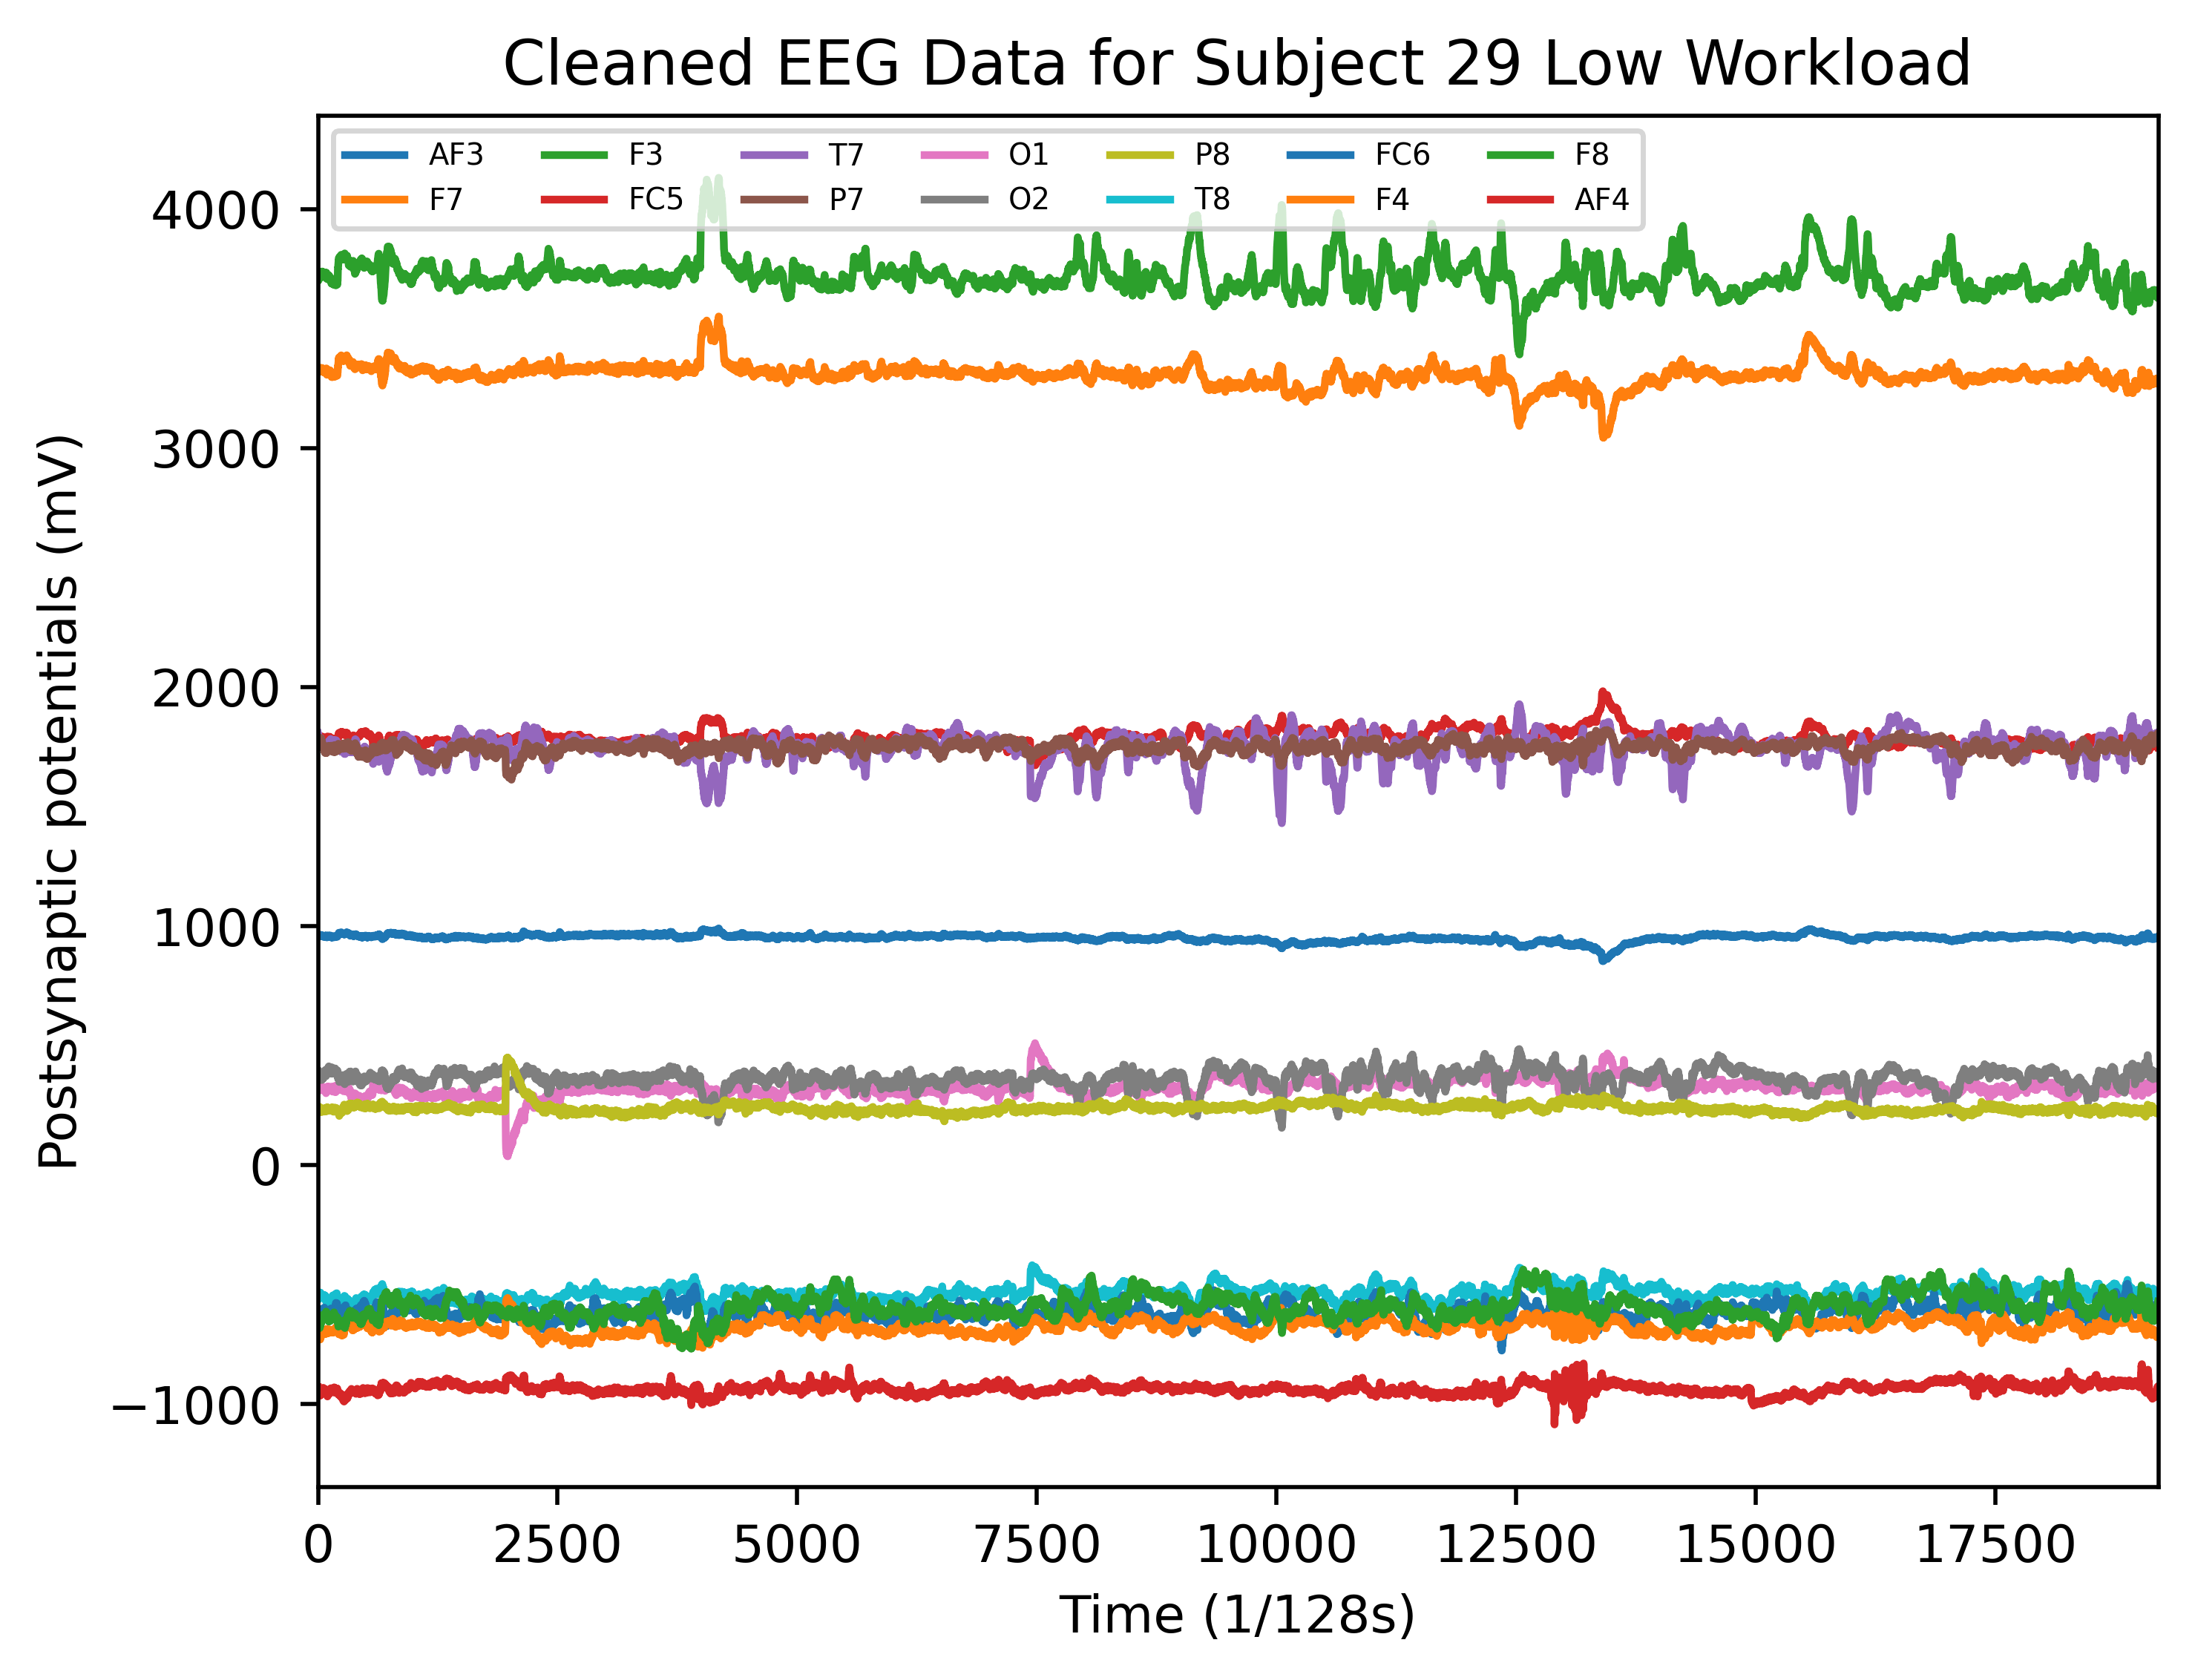 Cleaned EEG Data for Subject 29 Low Workload
AF3 F3 T7 O1 P8 FC6 F8
F7 FC5 P7 O2 T8 F4 AF4
4000
3000
2000
1000
0
−1000
Postsynaptic potentials (mV)
0 2500 5000 7500 10000 12500 15000 17500
Time (1/128s)